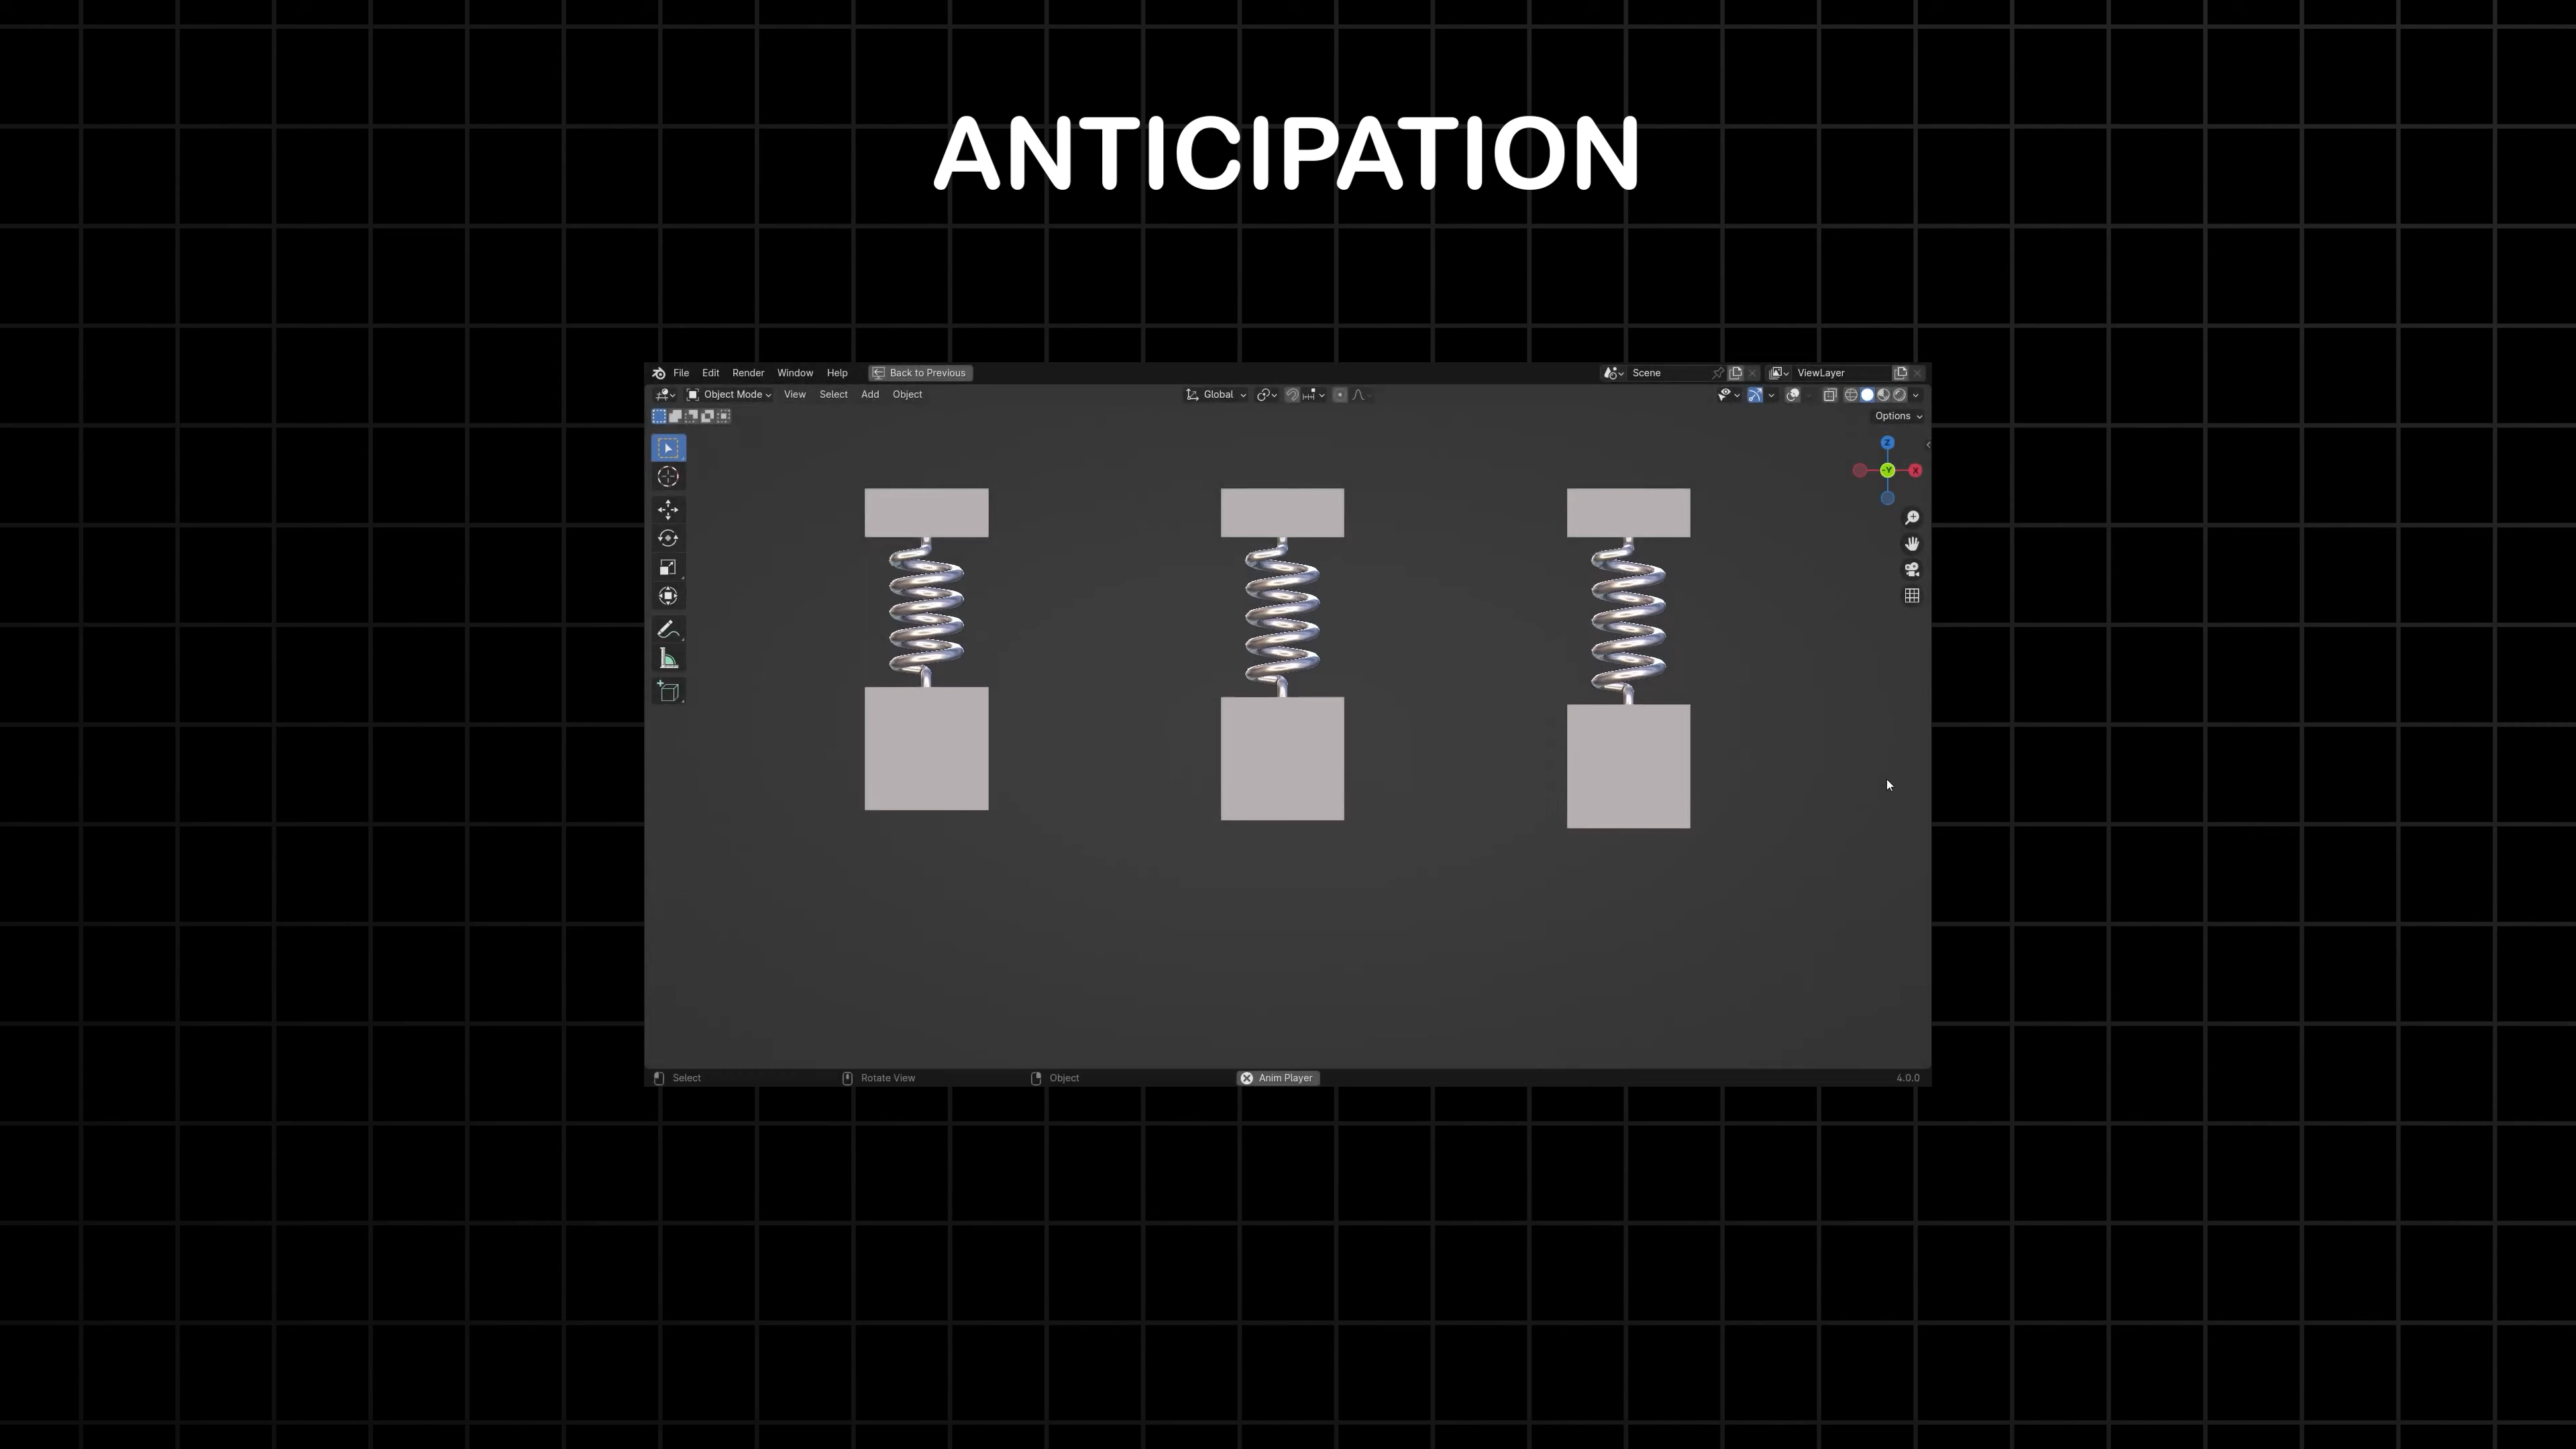 ANTICIPATION
File Edit Render Window Help Back to Previous Scene ViewLayer
Object Mode View Select Add Object Global
Options
Z
-Y X
Select Rotate View Object Anim Player 4.0.0